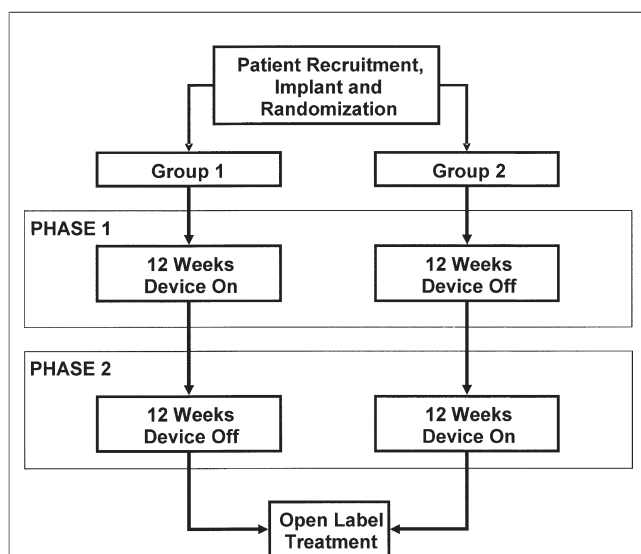 Patient Recruitment,
Implant and
Randomization
Group 1
Group 2
PHASE 1
12 Weeks
Device On
12 Weeks
Device Off
PHASE 2
12 Weeks
Device Off
12 Weeks
Device On
Open Label
Treatment